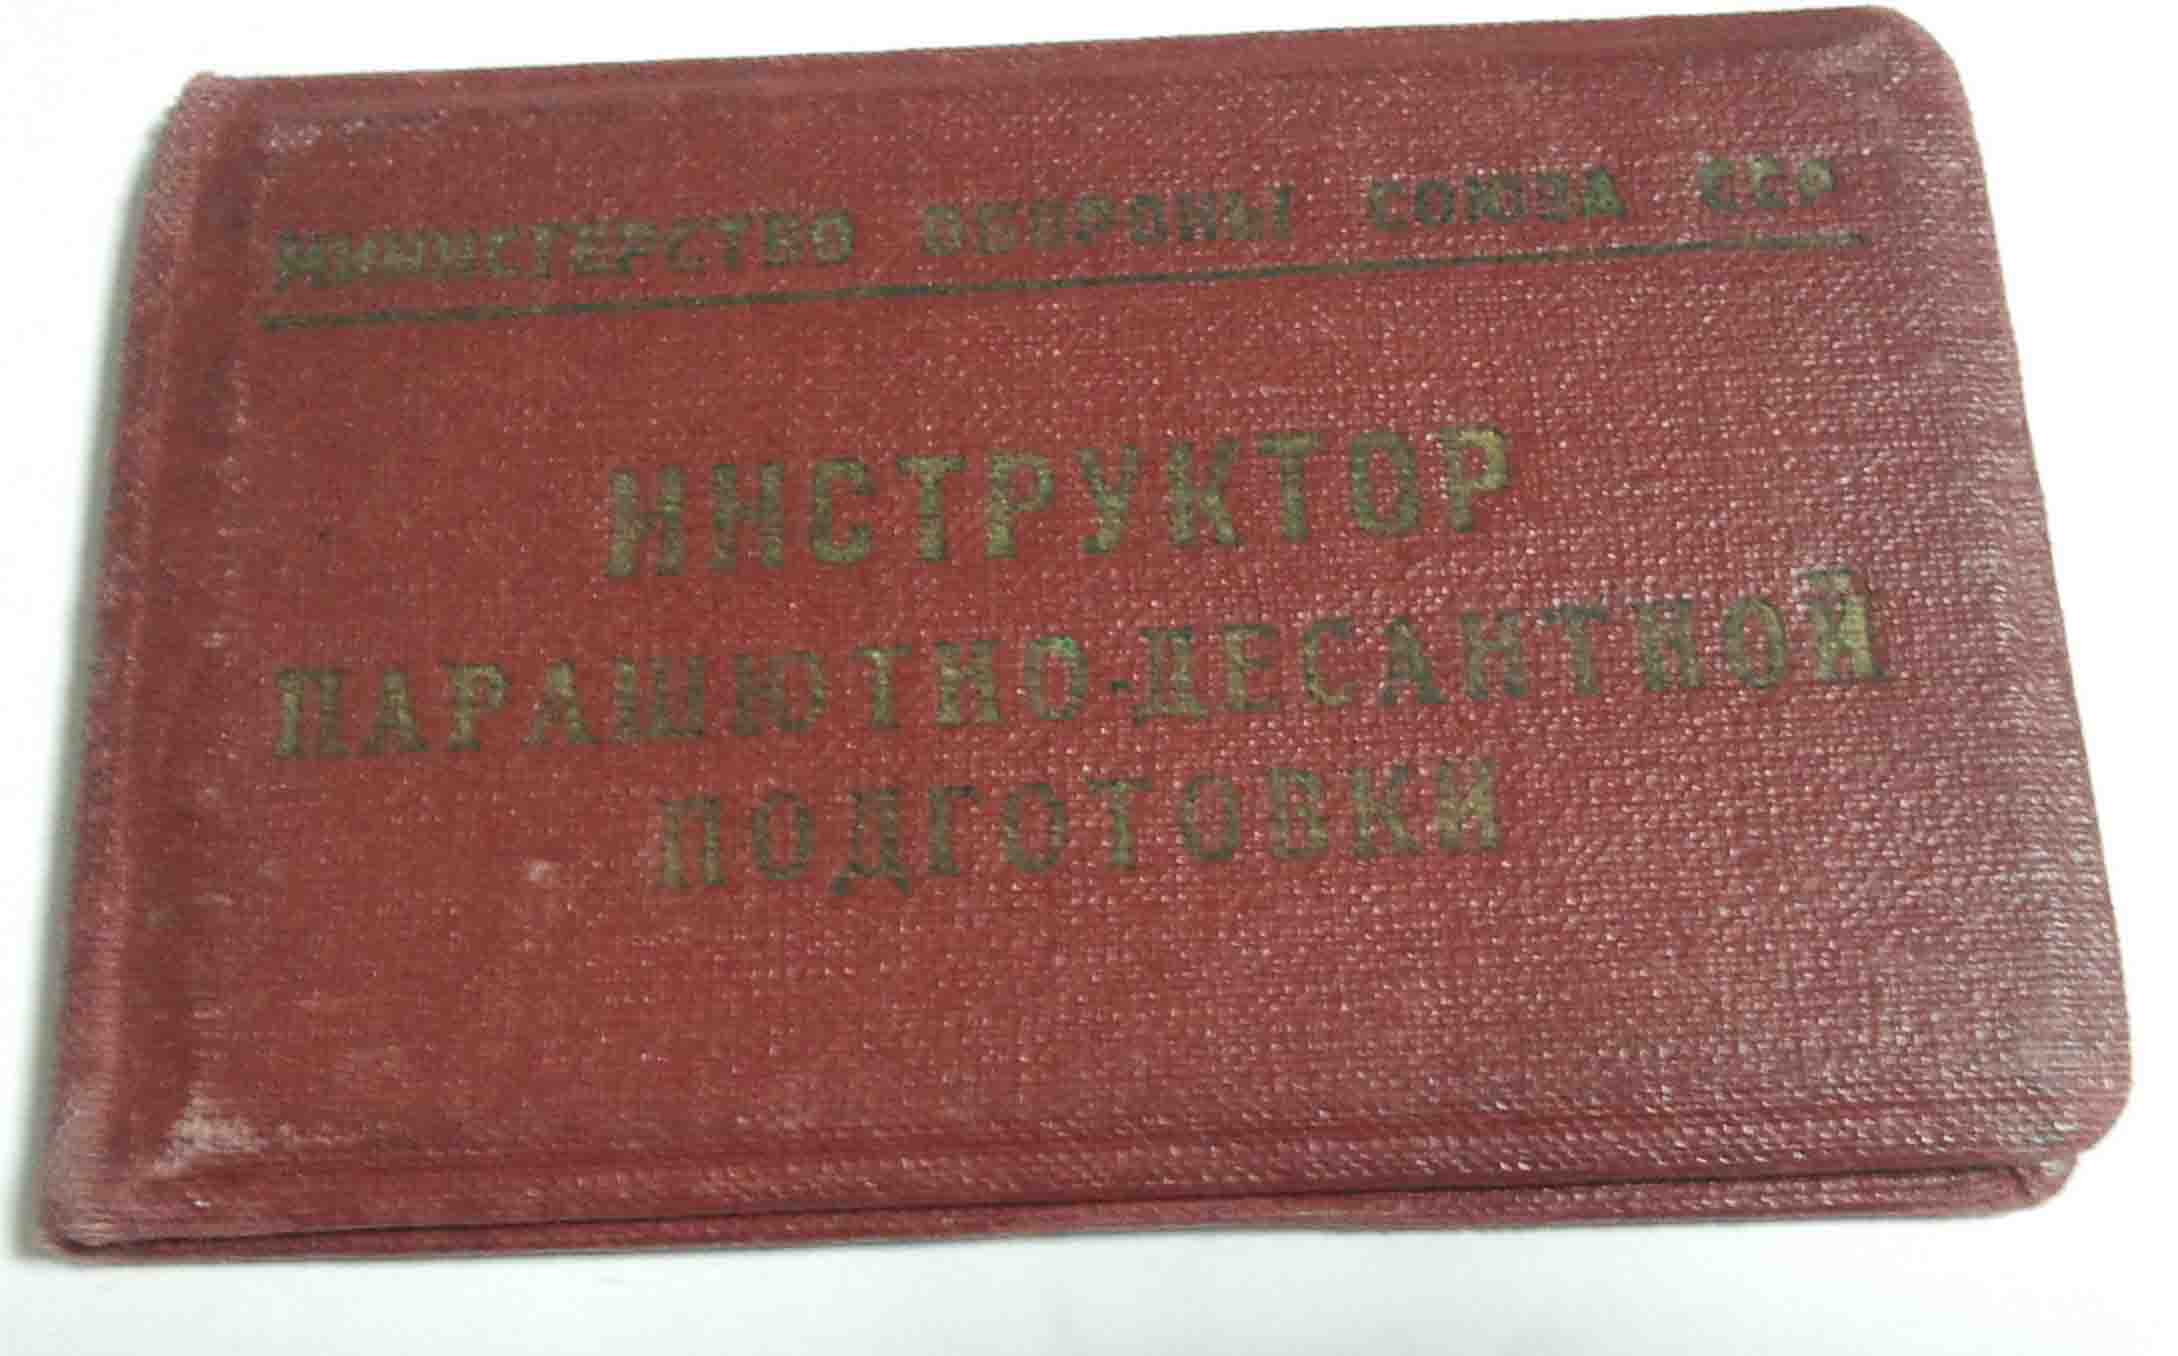 МИНИСТЕРСТВО ОБОРОНЫ СОЮЗА ССР
ИНСТРУКТОР
ПАРАШЮТНО-ДЕСАНТНОЙ
ПОДГОТОВКИ